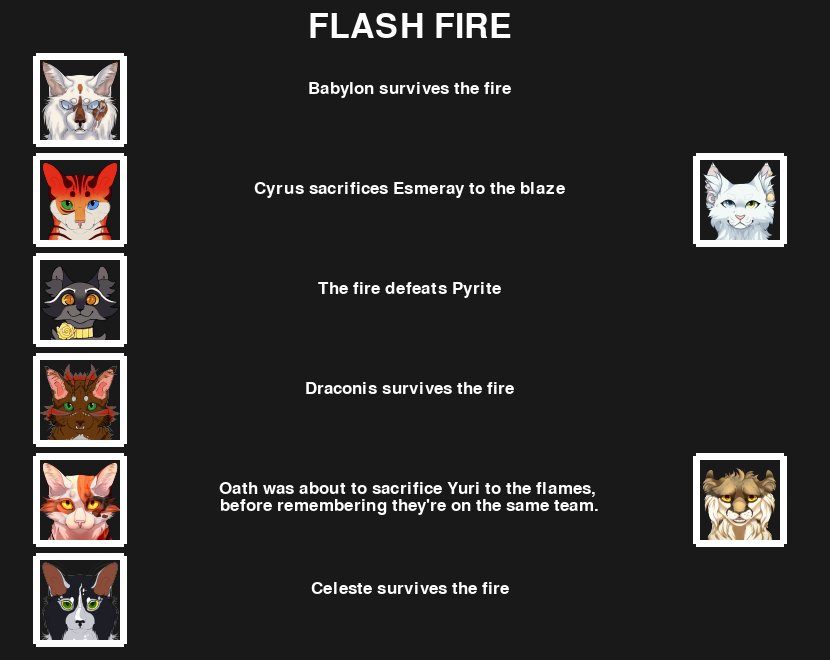 FLASH FIRE
Babylon survives the fire
Cyrus sacrifices Esmeray to the blaze
The fire defeats Pyrite
Draconis survives the fire
Oath was about to sacrifice Yuri to the flames,
before remembering they're on the same team.
Celeste survives the fire